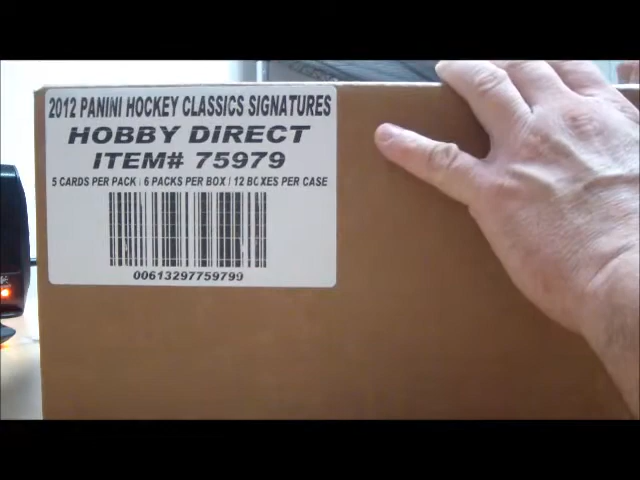 2012 PANINI HOCKEY CLASSICS SIGNATURES
HOBBY DIRECT
ITEM# 75979
5 CARDS PER PACK / 6 PACKS PER BOX / 12 BOXES PER CASE
00613297759799